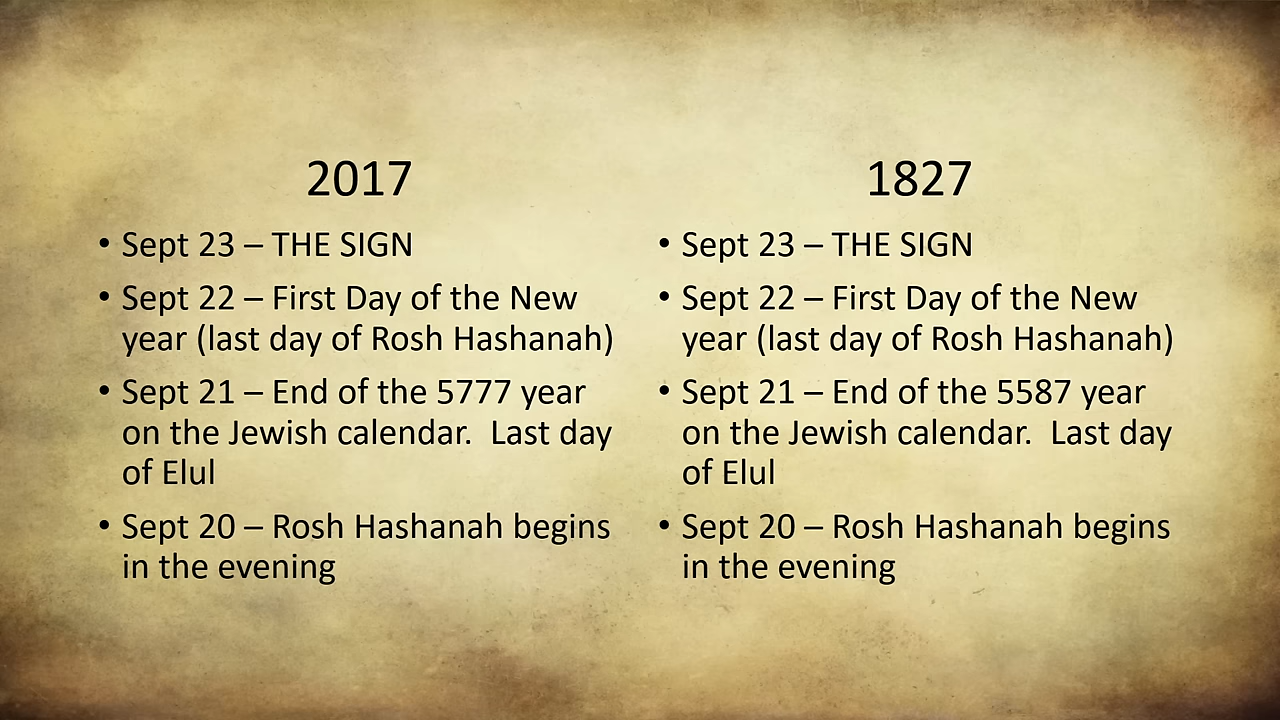 2017
• Sept 23 – THE SIGN
• Sept 22 – First Day of the New
year (last day of Rosh Hashanah)
• Sept 21 – End of the 5777 year
on the Jewish calendar.  Last day
of Elul
• Sept 20 – Rosh Hashanah begins
in the evening
1827
• Sept 23 – THE SIGN
• Sept 22 – First Day of the New
year (last day of Rosh Hashanah)
• Sept 21 – End of the 5587 year
on the Jewish calendar.  Last day
of Elul
• Sept 20 – Rosh Hashanah begins
in the evening